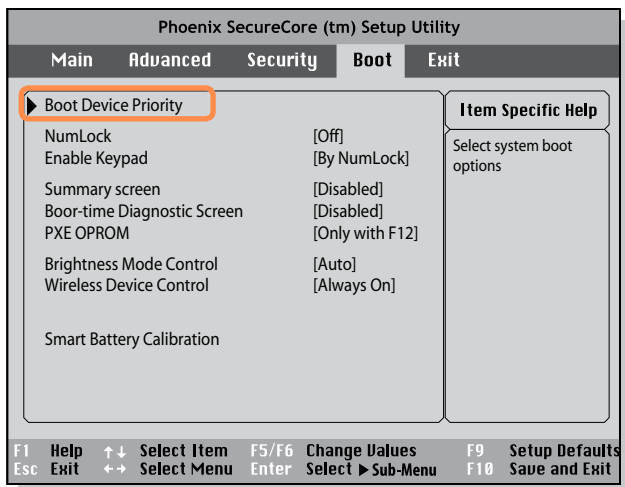 Phoenix SecureCore (tm) Setup Utility
Main Advanced Security Boot Exit
Boot Device Priority
NumLock [Off]
Enable Keypad [By NumLock]
Summary screen [Disabled]
Boor-time Diagnostic Screen [Disabled]
PXE OPROM [Only with F12]
Brightness Mode Control [Auto]
Wireless Device Control [Always On]
Smart Battery Calibration
Item Specific Help
Select system boot
options
F1 Help ↑↓ Select Item F5/F6 Change Values F9 Setup Defaults
Esc Exit ←→ Select Menu Enter Select ▶ Sub-Menu F10 Save and Exit